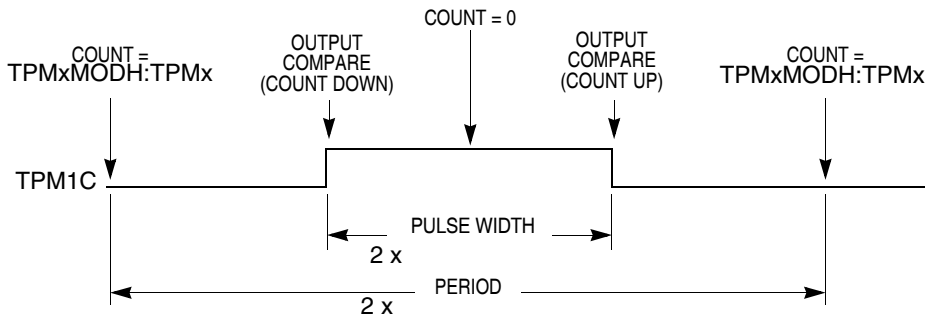 COUNT = 0
COUNT =
TPMxMODH:TPMx
OUTPUT
COMPARE
(COUNT DOWN)
OUTPUT
COMPARE
(COUNT UP)
COUNT =
TPMxMODH:TPMx
TPM1C
PULSE WIDTH
2 x
PERIOD
2 x